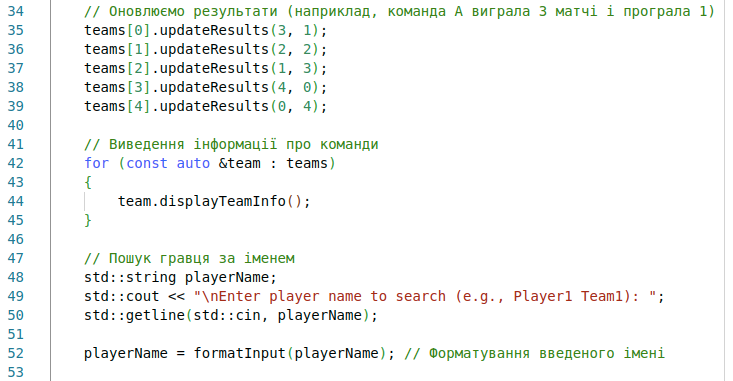 34 // Оновлюємо результати (наприклад, команда A виграла 3 матчі і програла 1)
35 teams[0].updateResults(3, 1);
36 teams[1].updateResults(2, 2);
37 teams[2].updateResults(1, 3);
38 teams[3].updateResults(4, 0);
39 teams[4].updateResults(0, 4);
40
41 // Виведення інформації про команди
42 for (const auto &team : teams)
43 {
44 team.displayTeamInfo();
45 }
46
47 // Пошук гравця за іменем
48 std::string playerName;
49 std::cout << "\nEnter player name to search (e.g., Player1 Team1): ";
50 std::getline(std::cin, playerName);
51
52 playerName = formatInput(playerName); // Форматування введеного імені
53